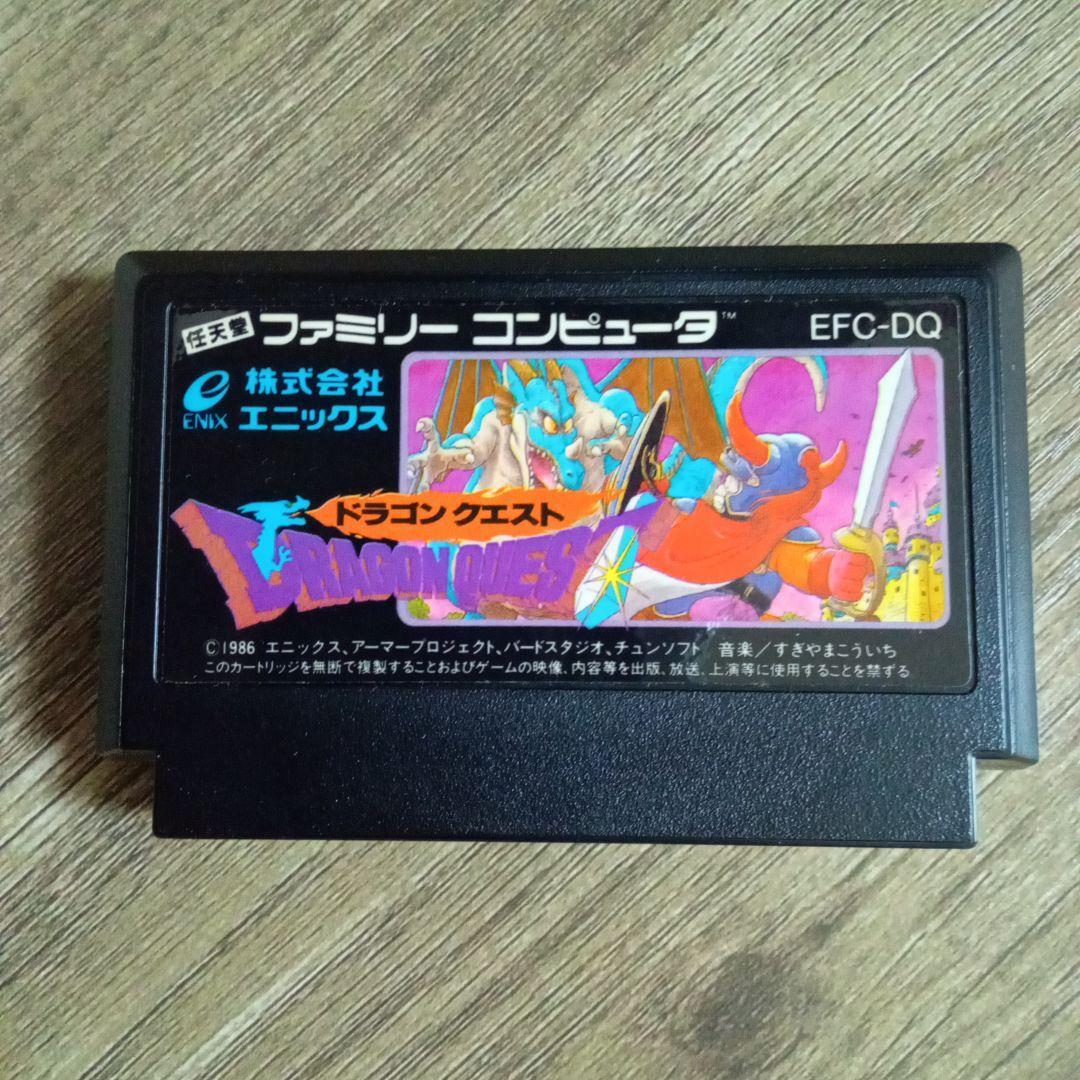 任天堂 ファミリー コンピュータ™ EFC-DQ
e 株式会社
ENIX エニックス
ドラゴン クエスト
DRAGON QUEST
©1986 エニックス、アーマープロジェクト、バードスタジオ、チュンソフト 音楽/すぎやまこういち
このカートリッジを無断で複製することおよびゲームの映像、内容等を出版、放送、上演等に使用することを禁ずる